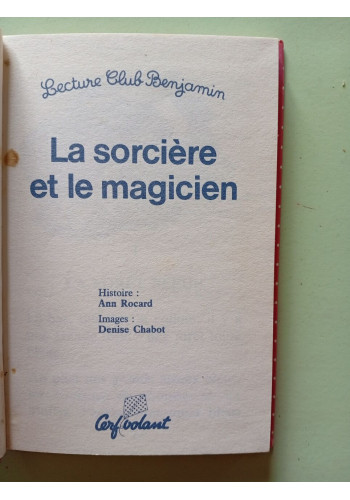 Lecture Club Benjamin
La sorcière
et le magicien
Histoire :
Ann Rocard
Images :
Denise Chabot
Cerf volant